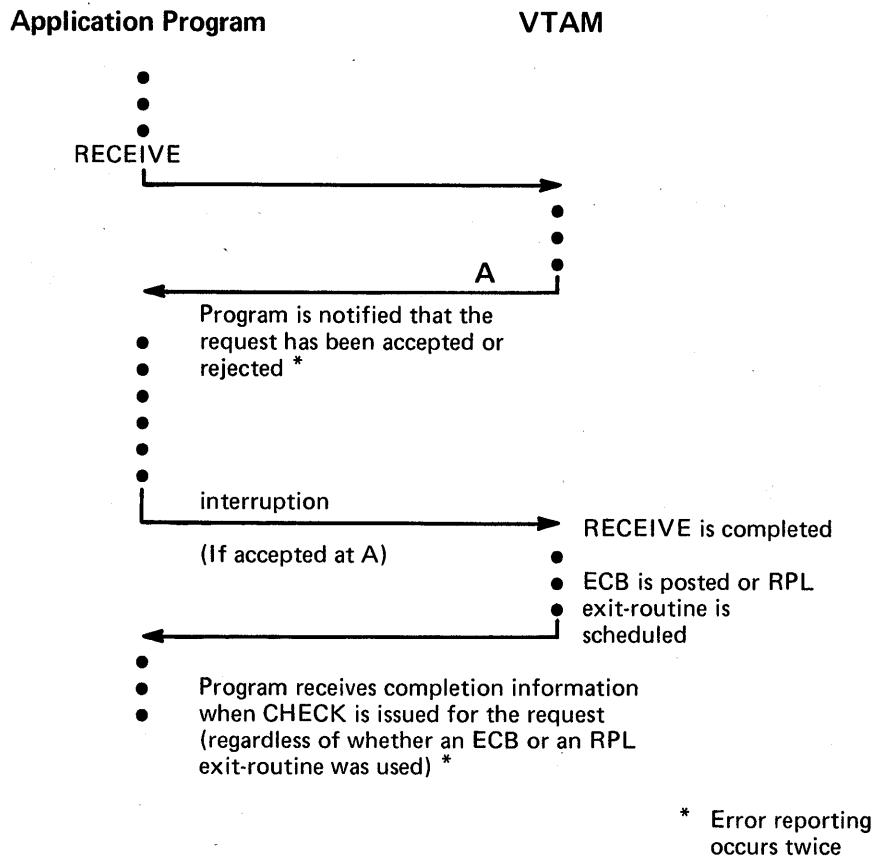 Application Program VTAM
RECEIVE
A
Program is notified that the
request has been accepted or
rejected *
interruption
RECEIVE is completed
(If accepted at A)
ECB is posted or RPL
exit-routine is
scheduled
Program receives completion information
when CHECK is issued for the request
(regardless of whether an ECB or an RPL
exit-routine was used) *
* Error reporting
occurs twice